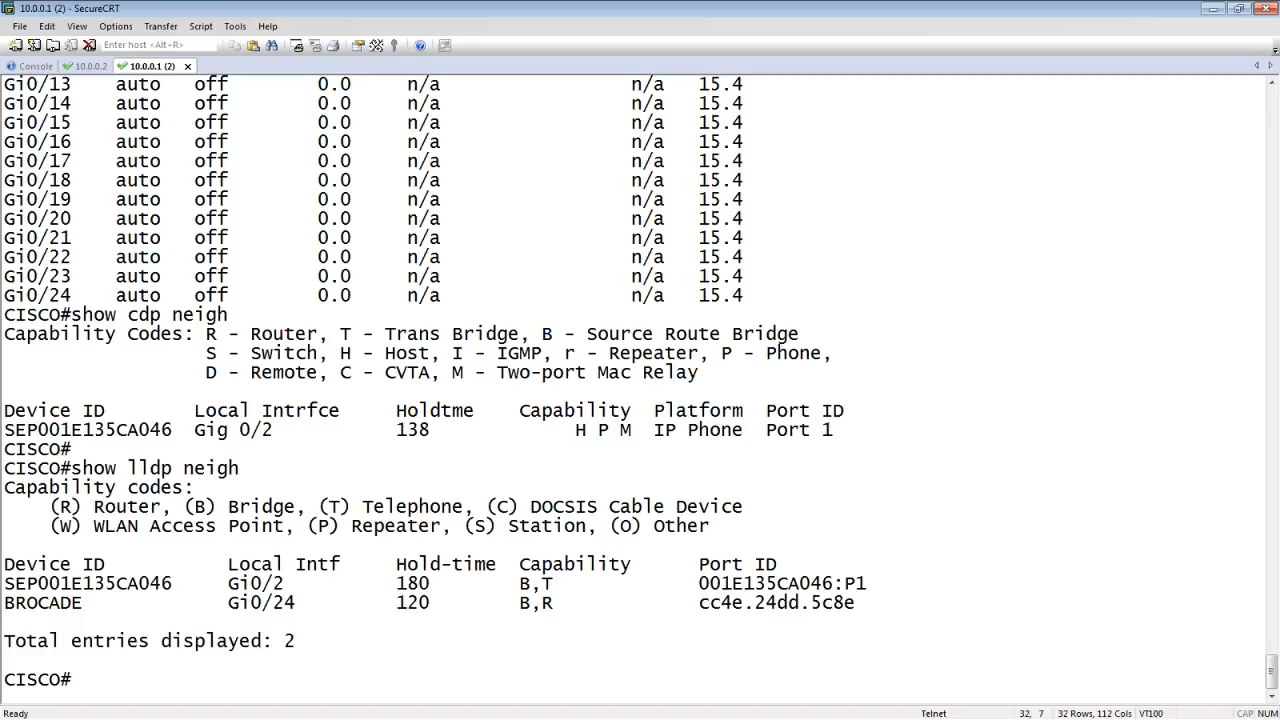 10.0.0.1 (2) - SecureCRT
File Edit View Options Transfer Script Tools Help
Enter host <Alt+R>
Console 10.0.0.2 10.0.0.1 (2)
Gi0/13 auto off 0.0 n/a n/a 15.4
Gi0/14 auto off 0.0 n/a n/a 15.4
Gi0/15 auto off 0.0 n/a n/a 15.4
Gi0/16 auto off 0.0 n/a n/a 15.4
Gi0/17 auto off 0.0 n/a n/a 15.4
Gi0/18 auto off 0.0 n/a n/a 15.4
Gi0/19 auto off 0.0 n/a n/a 15.4
Gi0/20 auto off 0.0 n/a n/a 15.4
Gi0/21 auto off 0.0 n/a n/a 15.4
Gi0/22 auto off 0.0 n/a n/a 15.4
Gi0/23 auto off 0.0 n/a n/a 15.4
Gi0/24 auto off 0.0 n/a n/a 15.4
CISCO#show cdp neigh
Capability Codes: R - Router, T - Trans Bridge, B - Source Route Bridge
S - Switch, H - Host, I - IGMP, r - Repeater, P - Phone,
D - Remote, C - CVTA, M - Two-port Mac Relay
Device ID Local Intrfce Holdtme Capability Platform Port ID
SEP001E135CA046 Gig 0/2 138 H P M IP Phone Port 1
CISCO#
CISCO#show lldp neigh
Capability codes:
(R) Router, (B) Bridge, (T) Telephone, (C) DOCSIS Cable Device
(W) WLAN Access Point, (P) Repeater, (S) Station, (O) Other
Device ID Local Intf Hold-time Capability Port ID
SEP001E135CA046 Gi0/2 180 B,T 001E135CA046:P1
BROCADE Gi0/24 120 B,R cc4e.24dd.5c8e
Total entries displayed: 2
CISCO#
Ready Telnet 32, 7 32 Rows, 112 Cols VT100 CAP NUM